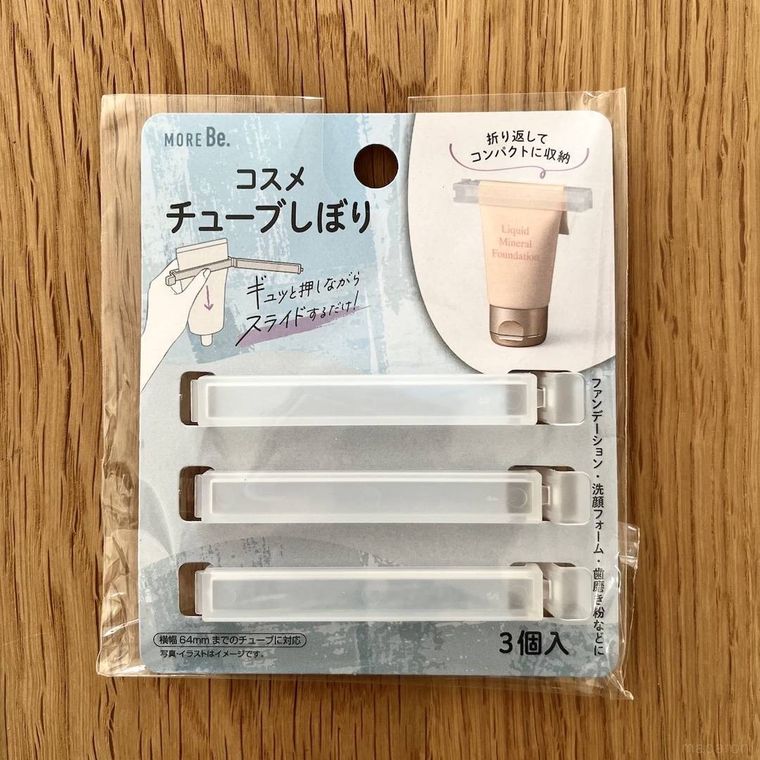 MORE Be.
コスメ
チューブしぼり
ギュッと押しながら
スライドするだけ!
折り返して
コンパクトに収納
Liquid
Mineral
Foundation
ファンデーション・洗顔フォーム・歯磨き粉などに
横幅64mmまでのチューブに対応
写真・イラストはイメージです。
3個入
macaron